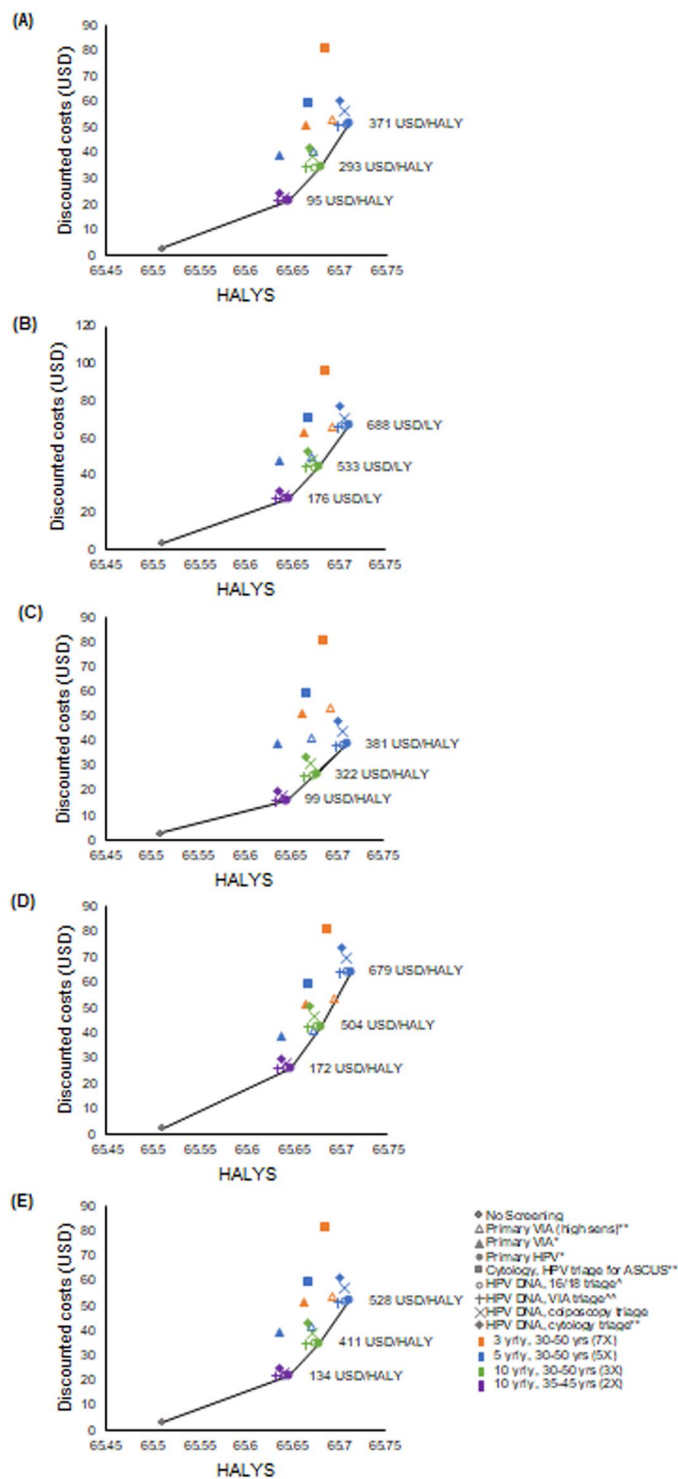 (A)
90
80
70
60
50
40
30
20
10
0
Discounted costs (USD)
371 USD/HALY
293 USD/HALY
95 USD/HALY
65.45 65.5 65.55 65.6 65.65 65.7 65.75
HALYS
(B)
120
100
80
60
40
20
0
Discounted costs (USD)
688 USD/LY
533 USD/LY
176 USD/LY
65.45 65.5 65.55 65.6 65.65 65.7 65.75
HALYS
(C)
90
80
70
60
50
40
30
20
10
0
Discounted costs (USD)
381 USD/HALY
322 USD/HALY
99 USD/HALY
65.45 65.5 65.55 65.6 65.65 65.7 65.75
HALYS
(D)
90
80
70
60
50
40
30
20
10
0
Discounted costs (USD)
679 USD/HALY
504 USD/HALY
172 USD/HALY
65.45 65.5 65.55 65.6 65.65 65.7 65.75
HALYS
(E)
90
80
70
60
50
40
30
20
10
0
Discounted costs (USD)
528 USD/HALY
411 USD/HALY
134 USD/HALY
65.45 65.5 65.55 65.6 65.65 65.7 65.75
HALYS
No Screening
Primary VIA (high sens)**
Primary VIA*
Primary HPV*
Cytology, HPV triage for ASCUS**
HPV DNA, 16/18 triage^
HPV DNA, VIA triage^^
HPV DNA, colposcopy triage
HPV DNA, cytology triage**
3 yrly, 30-50 yrs (7X)
5 yrly, 30-50 yrs (5X)
10 yrly, 30-50 yrs (3X)
10 yrly, 35-45 yrs (2X)